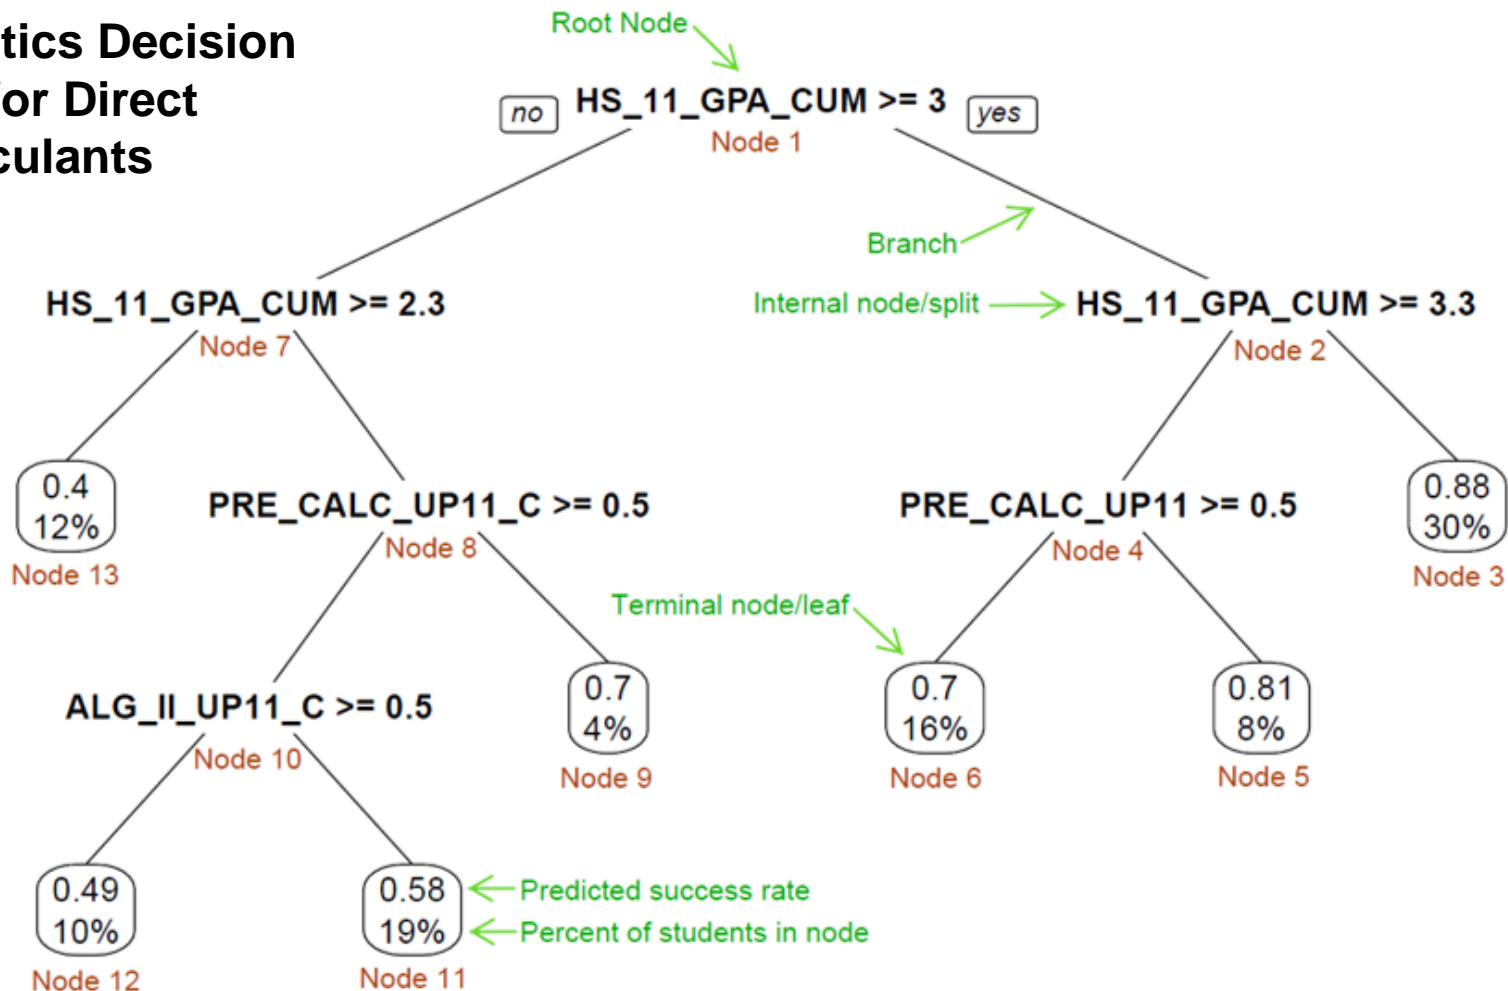 tics Decision
or Direct
culants
Root Node
no
HS_11_GPA_CUM >= 3
yes
Node 1
Branch
HS_11_GPA_CUM >= 2.3
Node 7
Internal node/split
HS_11_GPA_CUM >= 3.3
Node 2
0.4
12%
Node 13
PRE_CALC_UP11_C >= 0.5
Node 8
PRE_CALC_UP11 >= 0.5
Node 4
0.88
30%
Node 3
Terminal node/leaf
ALG_II_UP11_C >= 0.5
Node 10
0.7
4%
Node 9
0.7
16%
Node 6
0.81
8%
Node 5
0.49
10%
Node 12
0.58
19%
Node 11
Predicted success rate
Percent of students in node